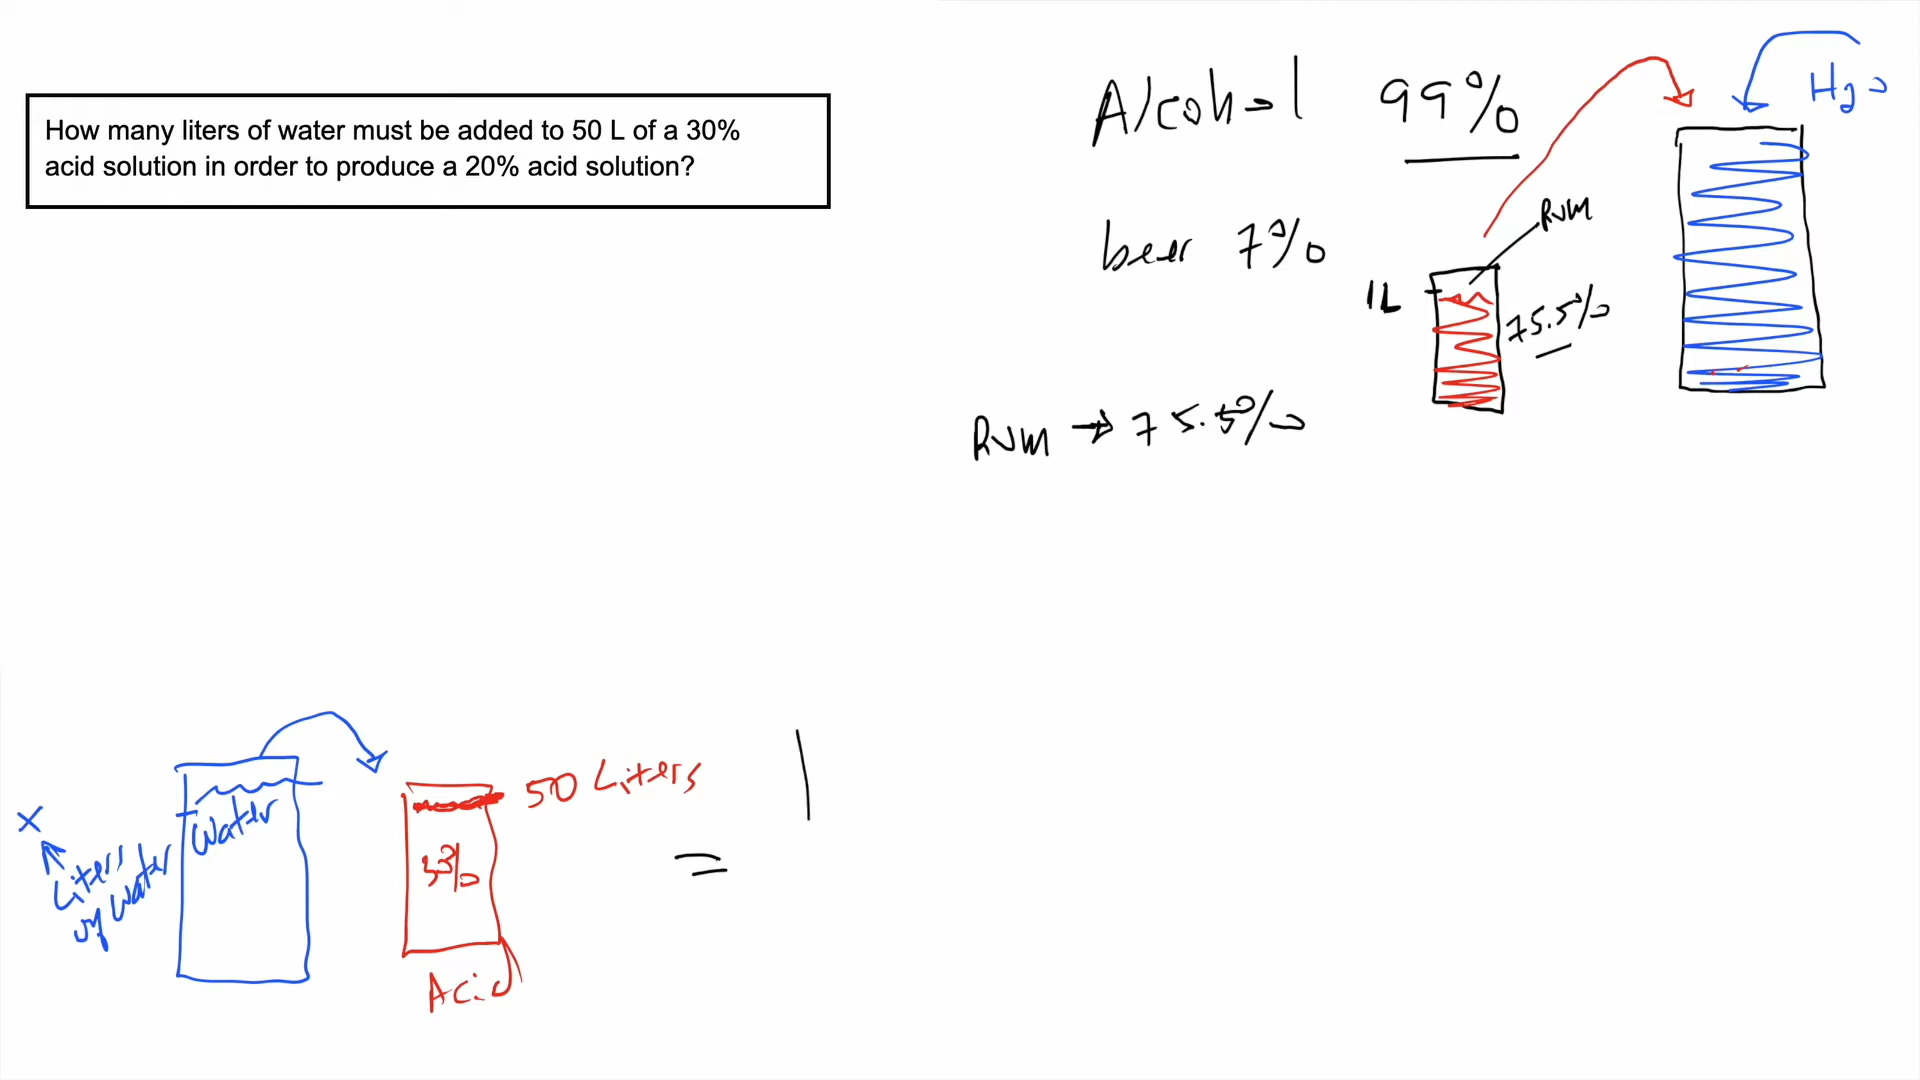 How many liters of water must be added to 50 L of a 30%
acid solution in order to produce a 20% acid solution?
Alcohol 99%
H2O
beer 7%
Rum
1L
75.5%
Rum → 75.5%
50 Liters
Water
x
Liters
of water
30%
=
Acid